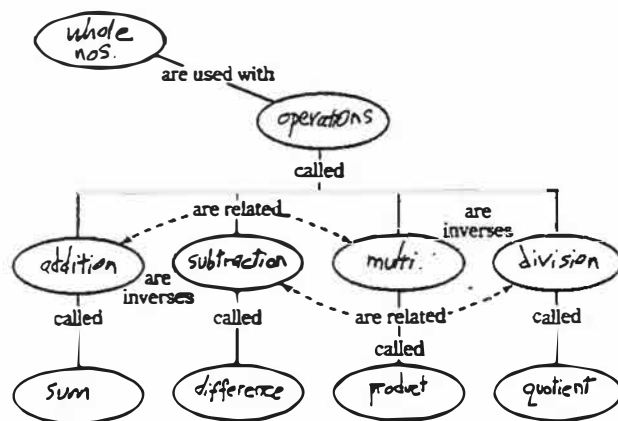 whole
nos.
are used with
operations
called
are related
are
inverses
addition
are
inverses
subtraction
multi.
division
called
called
are related
called
called
sum
difference
product
quotient